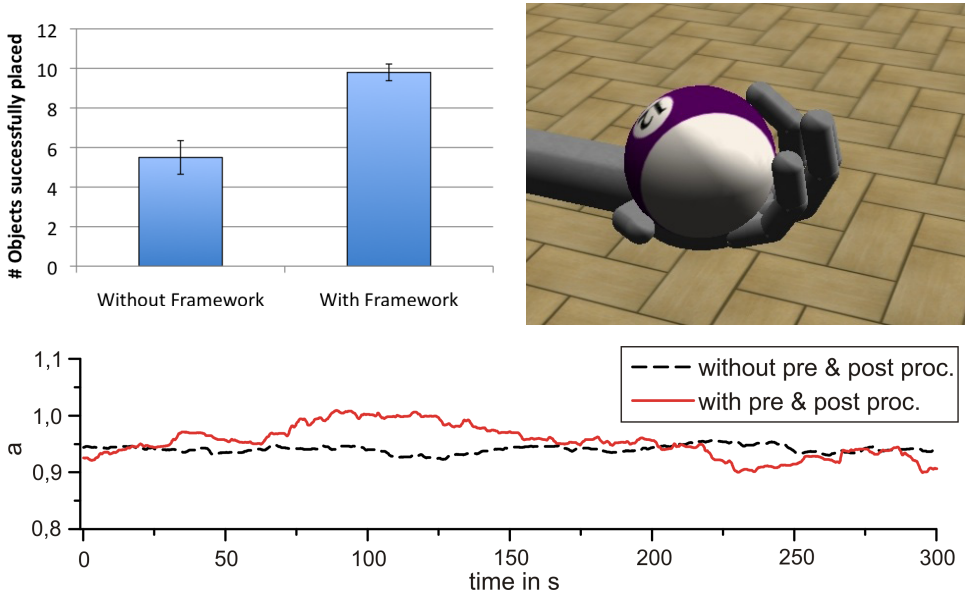 # Objects successfully placed
12
10
8
6
4
2
0
Without Framework
With Framework
12
1,1
1,0
0,9
0,8
a
without pre & post proc.
with pre & post proc.
0
50
100
150
200
250
300
time in s